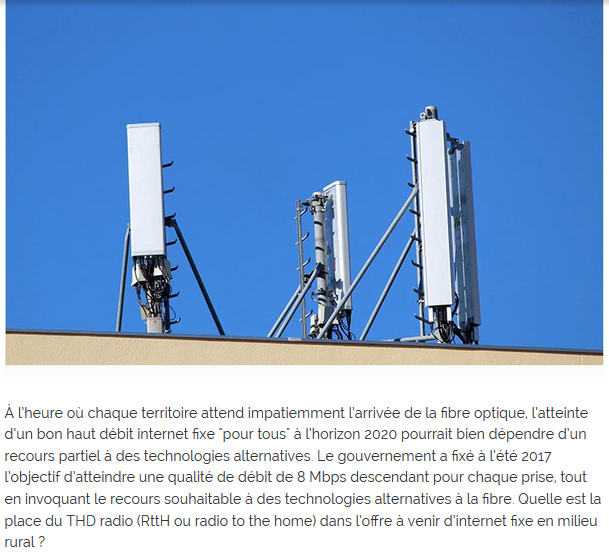 À l'heure où chaque territoire attend impatiemment l'arrivée de la fibre optique, l'atteinte
d'un bon haut débit internet fixe "pour tous" à l'horizon 2020 pourrait bien dépendre d'un
recours partiel à des technologies alternatives. Le gouvernement a fixé à l'été 2017
l'objectif d'atteindre une qualité de débit de 8 Mbps descendant pour chaque prise, tout
en invoquant le recours souhaitable à des technologies alternatives à la fibre. Quelle est la
place du THD radio (RttH ou radio to the home) dans l'offre à venir d'internet fixe en milieu
rural ?